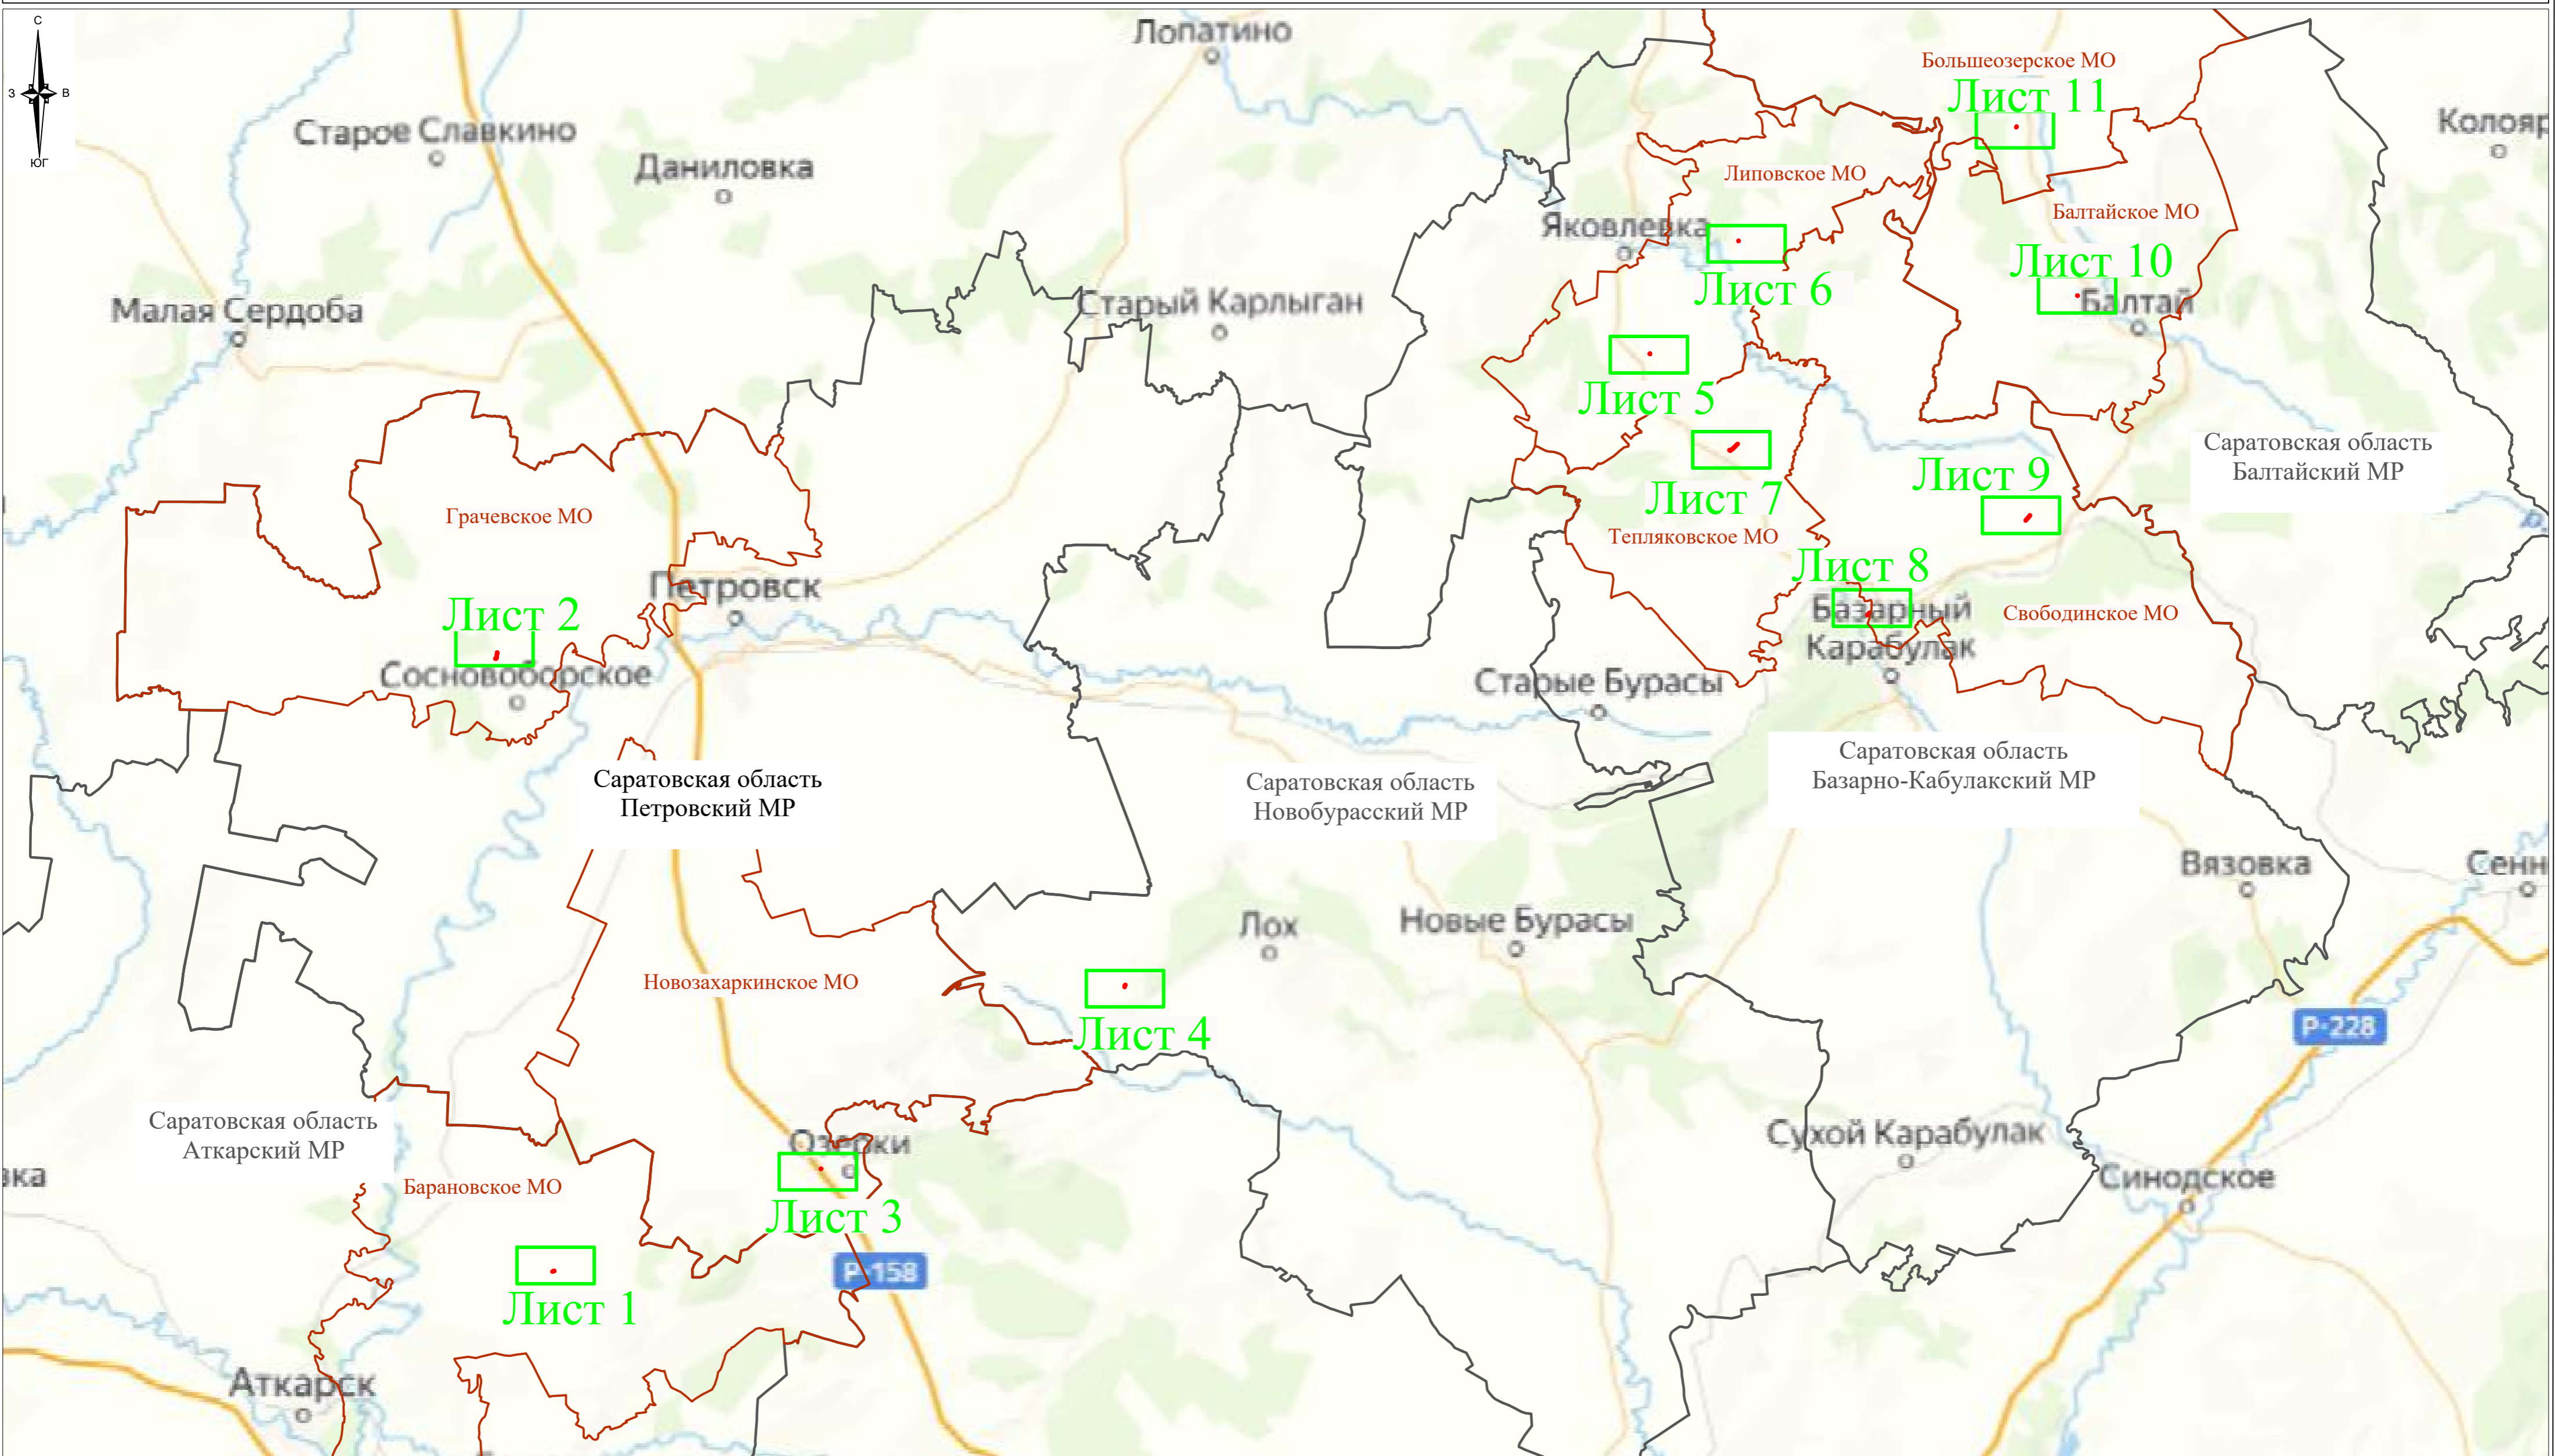 С
Лопатино
Большеозерское МО
З
В
Лист 11
Старое Славкино
ЮГ
Даниловка
Липовское МО
Балтайское МО
Яковлевка
Лист 10
Лист 6
Малая Сердоба
Старый Карлыган
Балтай
Лист 5
Саратовская область
Балтайский МР
Лист 9
Лист 7
Грачевское МО
Тепляковское МО
Лист 8
Петровск
Лист 2
Базарный
Карабулак
Свободинское МО
Сосновоборское
Старые Бурасы
Саратовская область
Петровский МР
Саратовская область
Новобурасский МР
Саратовская область
Базарно-Кабулакский МР
Вязовка
Лох
Новые Бурасы
Новозахаркинское МО
Лист 4
Р-228
Саратовская область
Аткарский МР
Озерки
Сухой Карабулак
Синодское
Барановское МО
Лист 3
Р-158
Лист 1
Аткарск